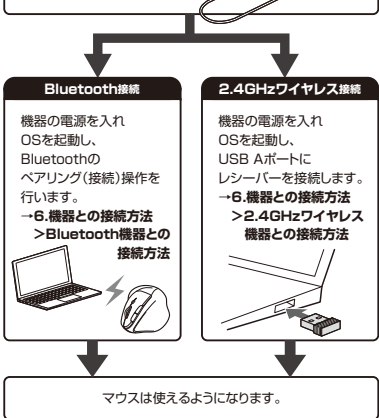 Bluetooth接続
機器の電源を入れ
OSを起動し、
Bluetoothの
ペアリング(接続)操作を
行います。
→6.機器との接続方法
>Bluetooth機器との
接続方法
2.4GHzワイヤレス接続
機器の電源を入れ
OSを起動し、
USB Aポートに
レシーバーを接続します。
→6.機器との接続方法
>2.4GHzワイヤレス
機器との接続方法
マウスは使えるようになります。